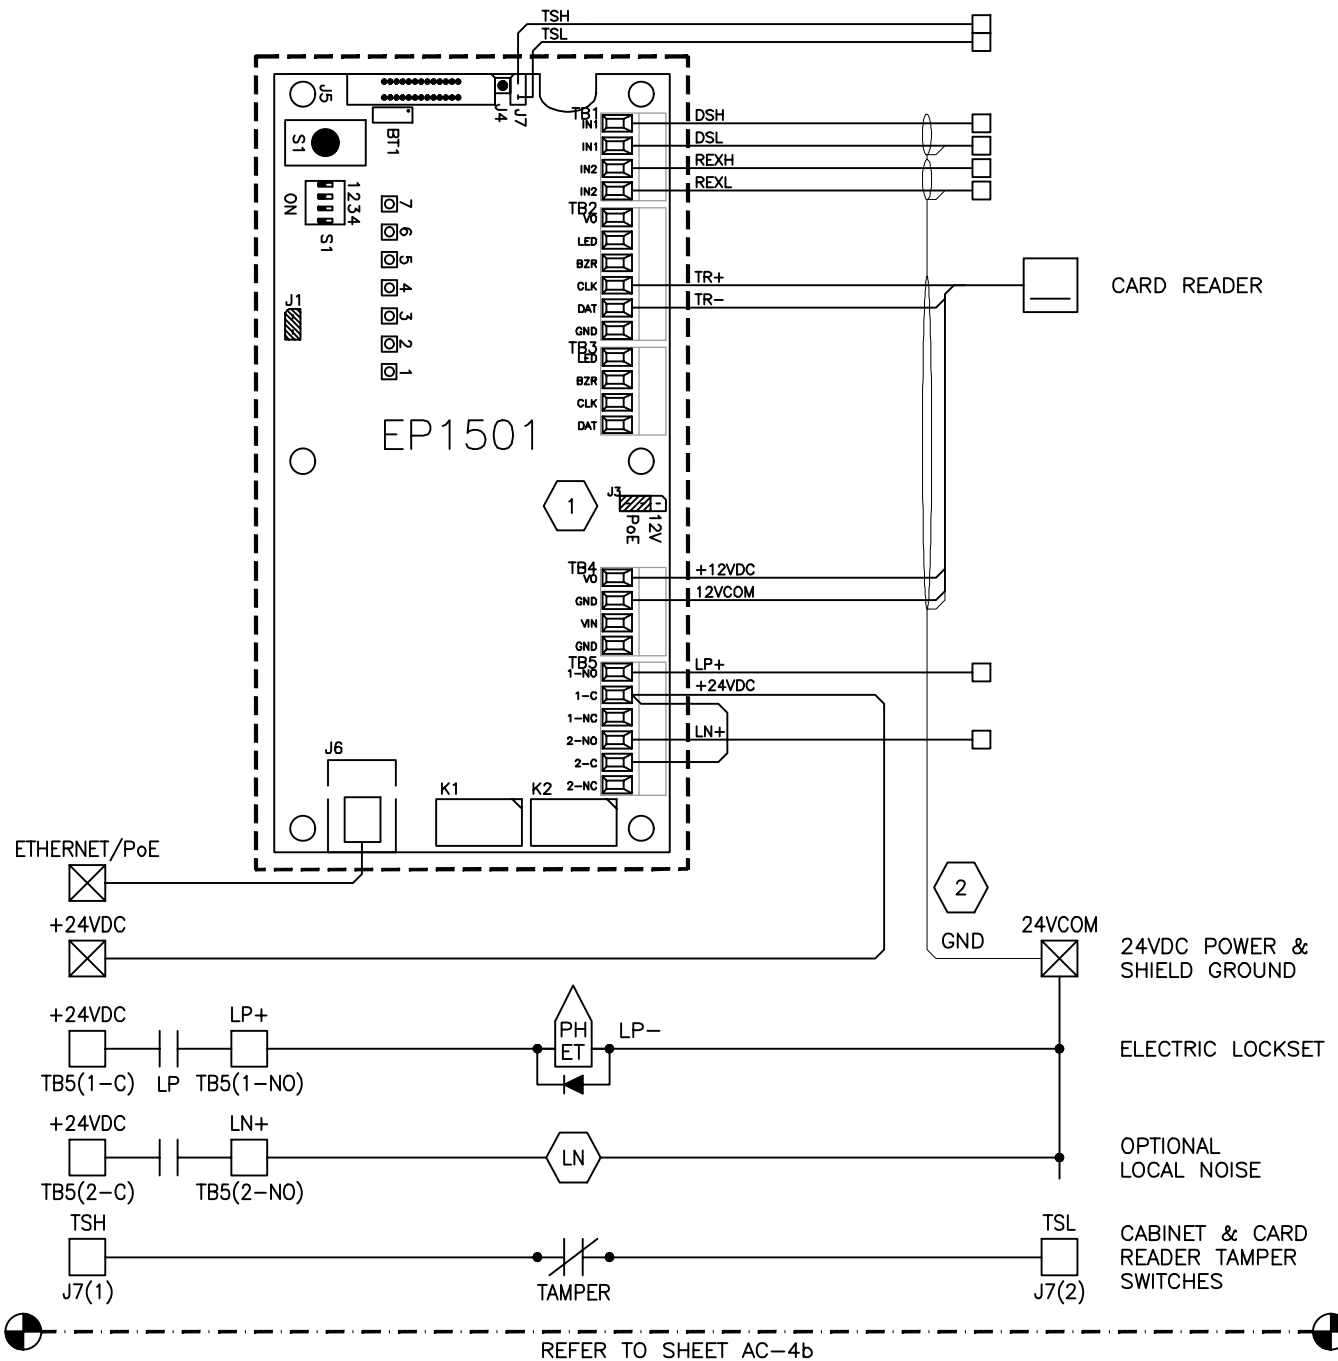 TSH
TSL
J5
J4
J7
BT1
S1
ON
1234
S1
7
6
5
4
3
2
1
J1
EP1501
TB1
IN1
IN1
IN2
IN2
DSH
DSL
REXH
REXL
TB2
VO
LED
BZR
CLK
DAT
GND
TR+
TR-
CARD READER
TB3
LED
BZR
CLK
DAT
1
J3
PoE
12V
TB4
VO
GND
VIN
GND
+12VDC
12VCOM
TB5
1-NO
1-C
1-NC
2-NO
2-C
2-NC
LP+
+24VDC
LN+
J6
K1
K2
ETHERNET/PoE
+24VDC
2
GND
24VCOM
24VDC POWER &
SHIELD GROUND
+24VDC
LP+
TB5(1-C)
LP
TB5(1-NO)
PH
ET
LP-
ELECTRIC LOCKSET
+24VDC
LN+
TB5(2-C)
TB5(2-NO)
LN
OPTIONAL
LOCAL NOISE
TSH
J7(1)
TAMPER
TSL
J7(2)
CABINET & CARD
READER TAMPER
SWITCHES
REFER TO SHEET AC-4b